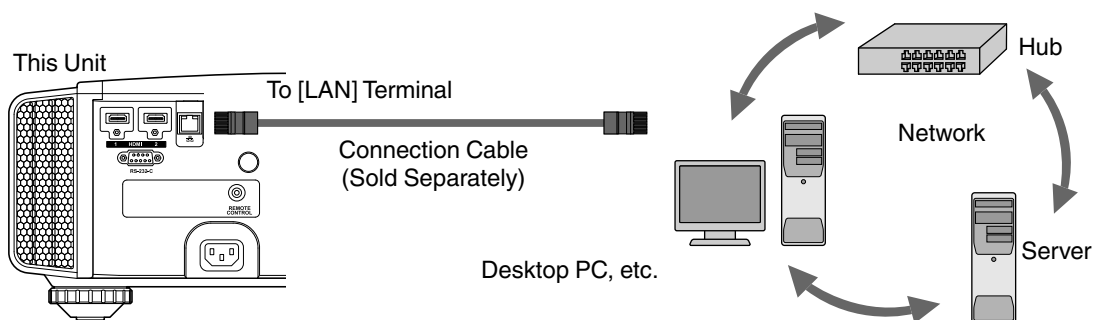 This Unit
To [LAN] Terminal
Connection Cable
(Sold Separately)
1 HDMI 2
RS-232-C
REMOTE
CONTROL
Desktop PC, etc.
Hub
Network
Server